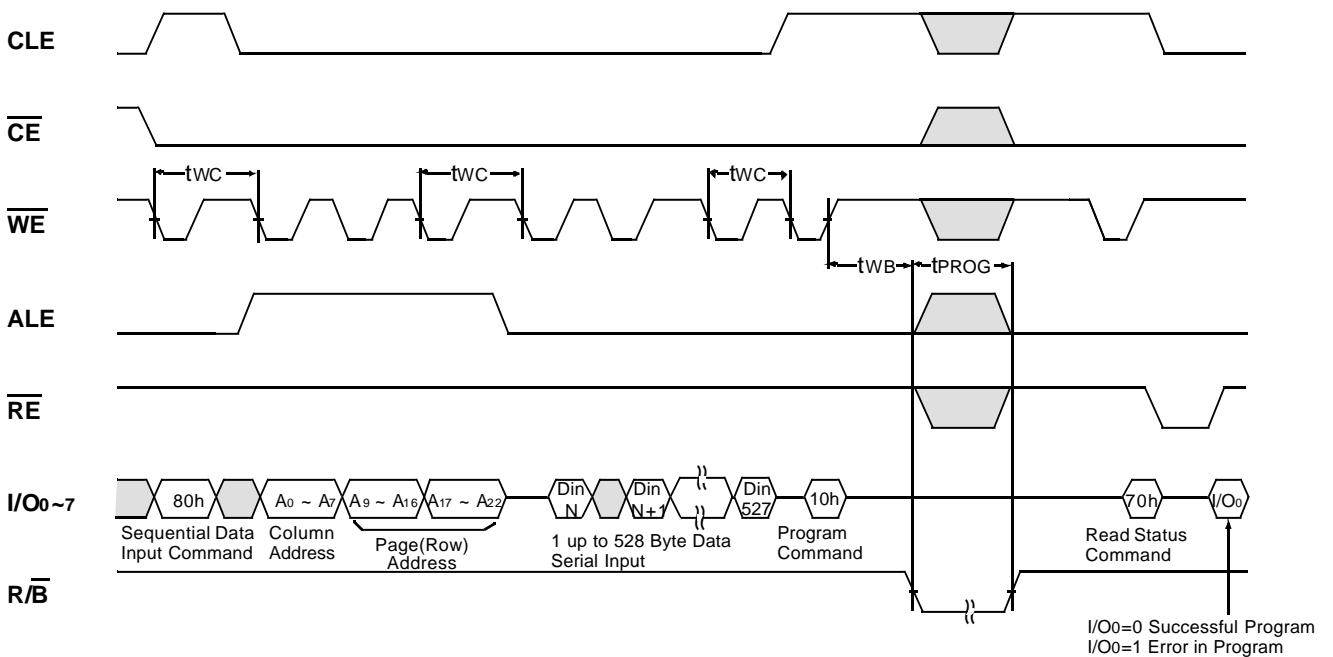 CLE
CE
tWC
tWC
tWC
WE
tWB
tPROG
ALE
RE
I/O0~7
80h
A0 ~ A7
A9 ~ A16
A17 ~ A22
Din
N
Din
N+1
Din
527
10h
70h
I/O0
Sequential Data
Input Command
Column
Address
Page(Row)
Address
1 up to 528 Byte Data
Serial Input
Program
Command
Read Status
Command
R/B
I/O0=0 Successful Program
I/O0=1 Error in Program